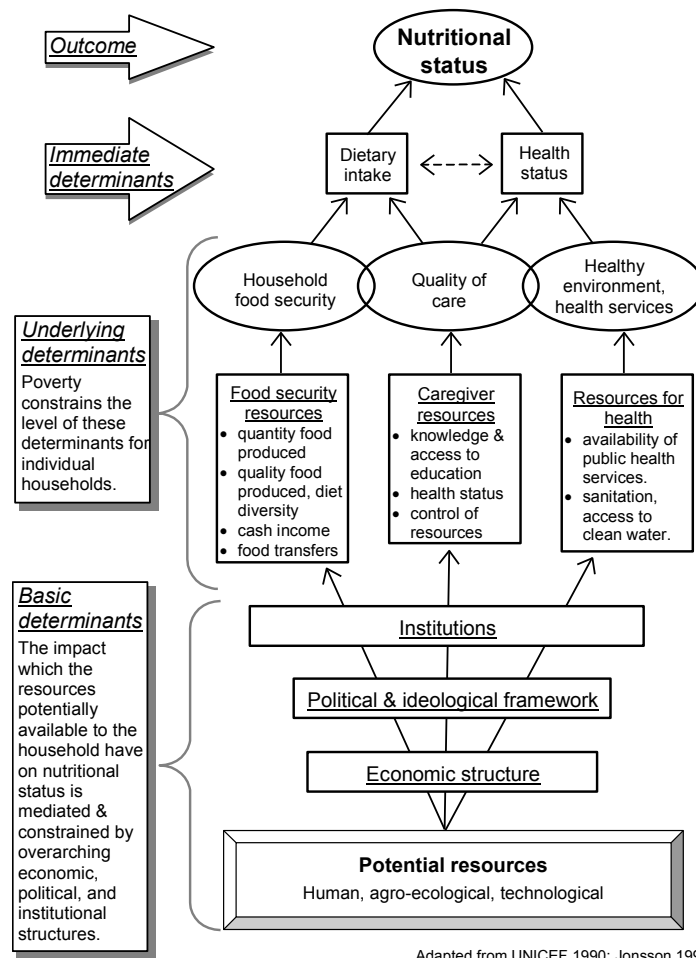 Outcome
Nutritional
status
Immediate
determinants
Dietary
intake
Health
status
Household
food security
Quality of
care
Healthy
environment,
health services
Underlying
determinants
Poverty
constrains the
level of these
determinants for
individual
households.
Food security
resources
• quantity food
produced
• quality food
produced, diet
diversity
• cash income
• food transfers
Caregiver
resources
• knowledge &
access to
education
• health status
• control of
resources
Resources for
health
• availability of
public health
services.
• sanitation,
access to
clean water.
Basic
determinants
The impact
which the
resources
potentially
available to the
household have
on nutritional
status is
mediated &
constrained by
overarching
economic,
political, and
institutional
structures.
Institutions
Political & ideological framework
Economic structure
Potential resources
Human, agro-ecological, technological
Adapted from UNICEF 1990; Jonsson